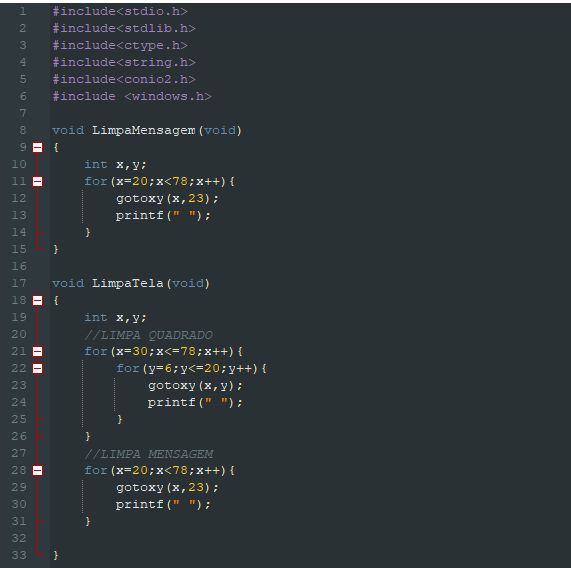 1 #include<stdio.h>
2 #include<stdlib.h>
3 #include<ctype.h>
4 #include<string.h>
5 #include<conio2.h>
6 #include <windows.h>
7
8 void LimpaMensagem(void)
9 {
10 int x,y;
11 for(x=20;x<78;x++){
12 gotoxy(x,23);
13 printf(" ");
14 }
15 }
16
17 void LimpaTela(void)
18 {
19 int x,y;
20 //LIMPA QUADRADO
21 for(x=30;x<=78;x++){
22 for(y=6;y<=20;y++){
23 gotoxy(x,y);
24 printf(" ");
25 }
26 }
27 //LIMPA MENSAGEM
28 for(x=20;x<78;x++){
29 gotoxy(x,23);
30 printf(" ");
31 }
32
33 }